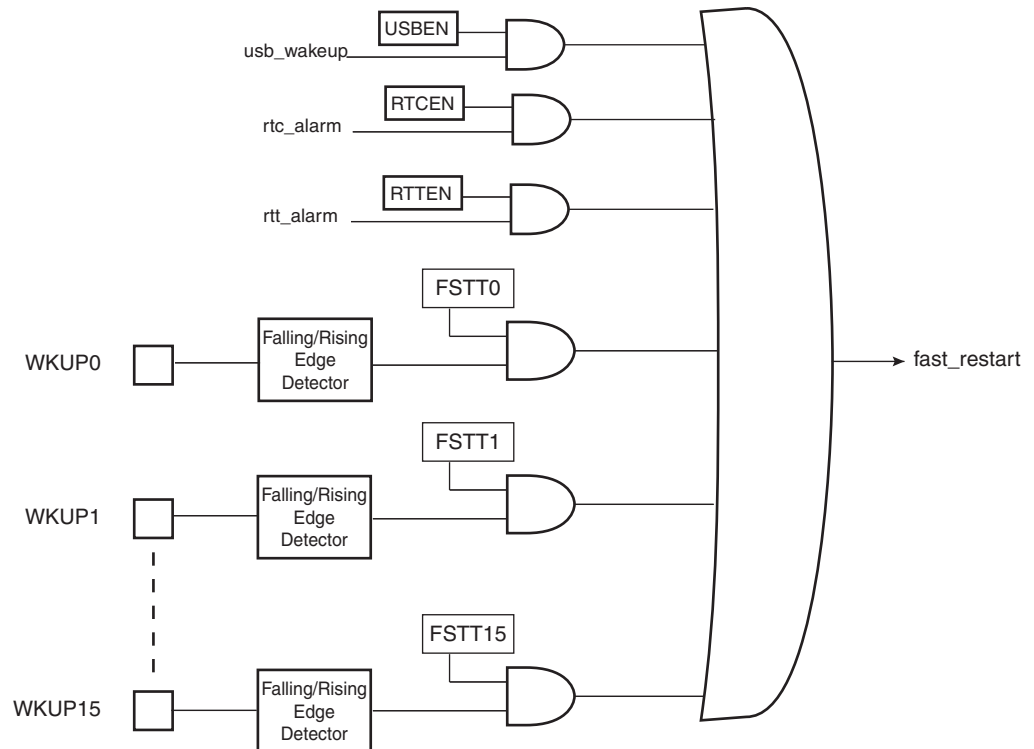 USBEN
usb_wakeup
RTCEN
rtc_alarm
RTTEN
rtt_alarm
FSTT0
Falling/Rising
Edge
Detector
WKUP0
fast_restart
FSTT1
Falling/Rising
Edge
Detector
WKUP1
FSTT15
Falling/Rising
Edge
Detector
WKUP15